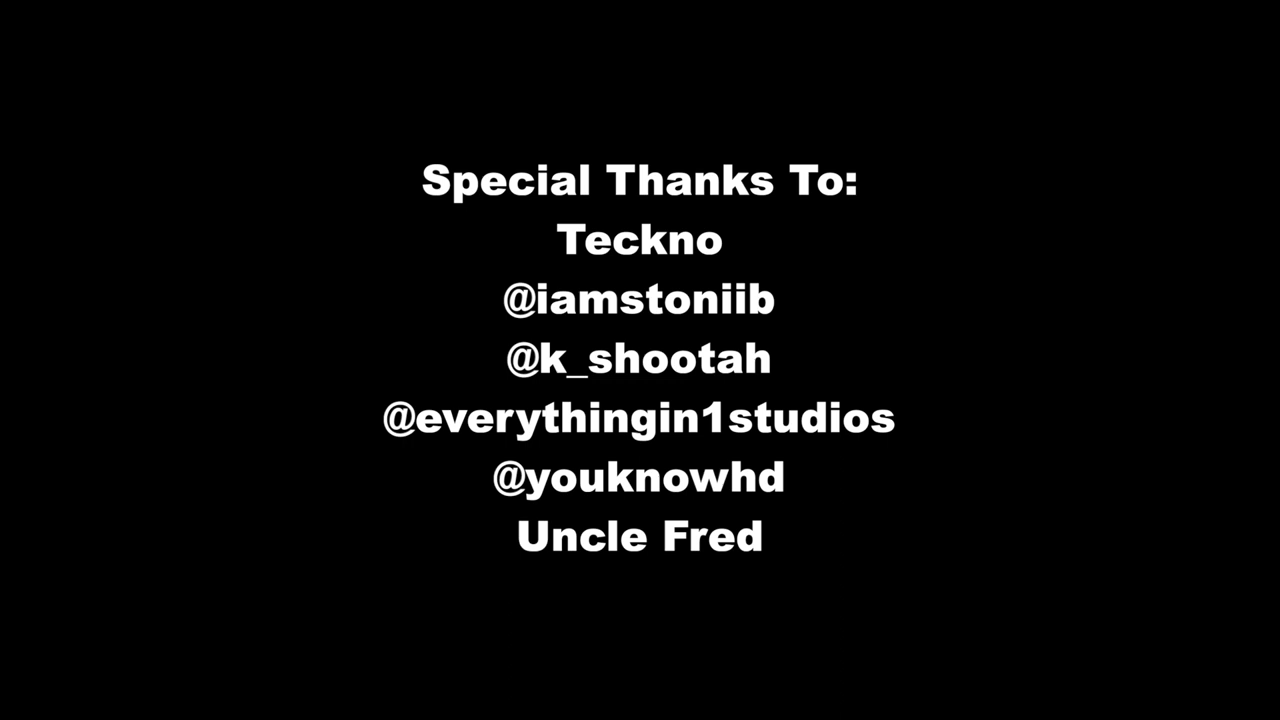 Special Thanks To:
Teckno
@iamstoniib
@k_shootah
@everythingin1studios
@youknowhd
Uncle Fred